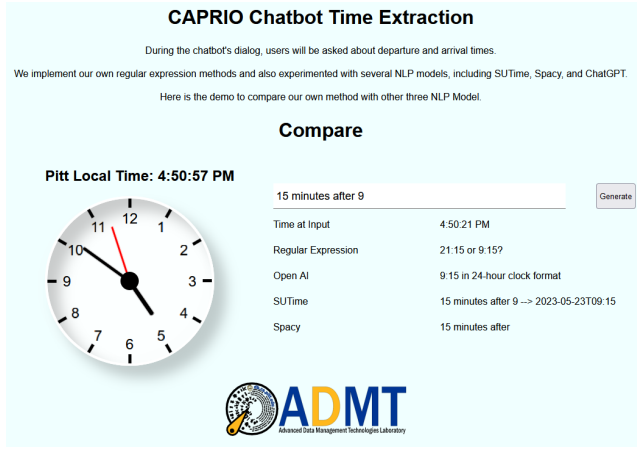 CAPRIO Chatbot Time Extraction
During the chatbot's dialog, users will be asked about departure and arrival times.
We implement our own regular expression methods and also experimented with several NLP models, including SUTime, Spacy, and ChatGPT.
Here is the demo to compare our own method with other three NLP Model.
Compare
Pitt Local Time: 4:50:57 PM
12
1
2
3
4
5
6
7
8
9
10
11
15 minutes after 9
Generate
Time at Input 4:50:21 PM
Regular Expression 21:15 or 9:15?
Open AI 9:15 in 24-hour clock format
SUTime 15 minutes after 9 --> 2023-05-23T09:15
Spacy 15 minutes after
ADMT
Advanced Data Management Technologies Laboratory